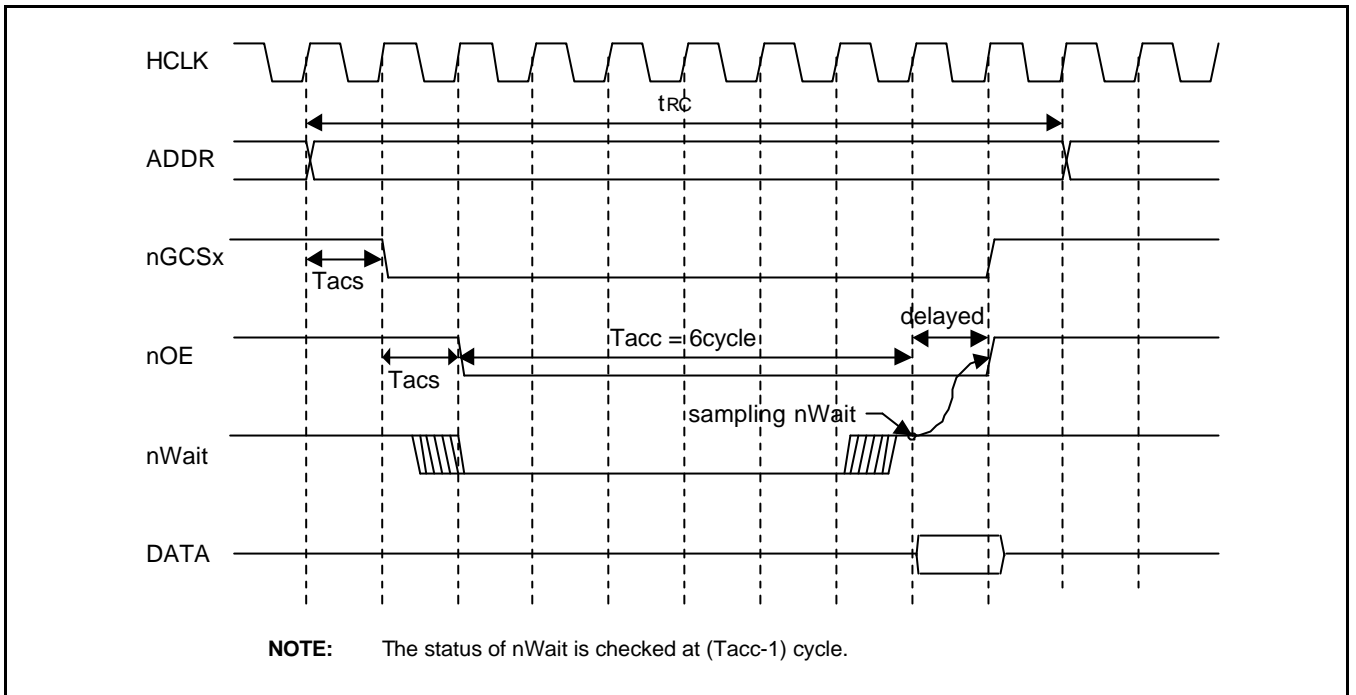 HCLK
tRC
ADDR
nGCSx
Tacs
delayed
Tacc = 6cycle
nOE
Tacs
sampling nWait
nWait
DATA
NOTE: The status of nWait is checked at (Tacc-1) cycle.